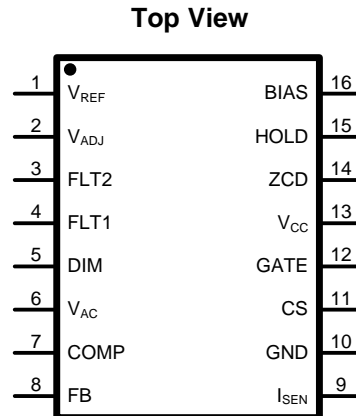 Top View
1 VREF BIAS 16
2 VADJ HOLD 15
3 FLT2 ZCD 14
4 FLT1 VCC 13
5 DIM GATE 12
6 VAC CS 11
7 COMP GND 10
8 FB ISEN 9